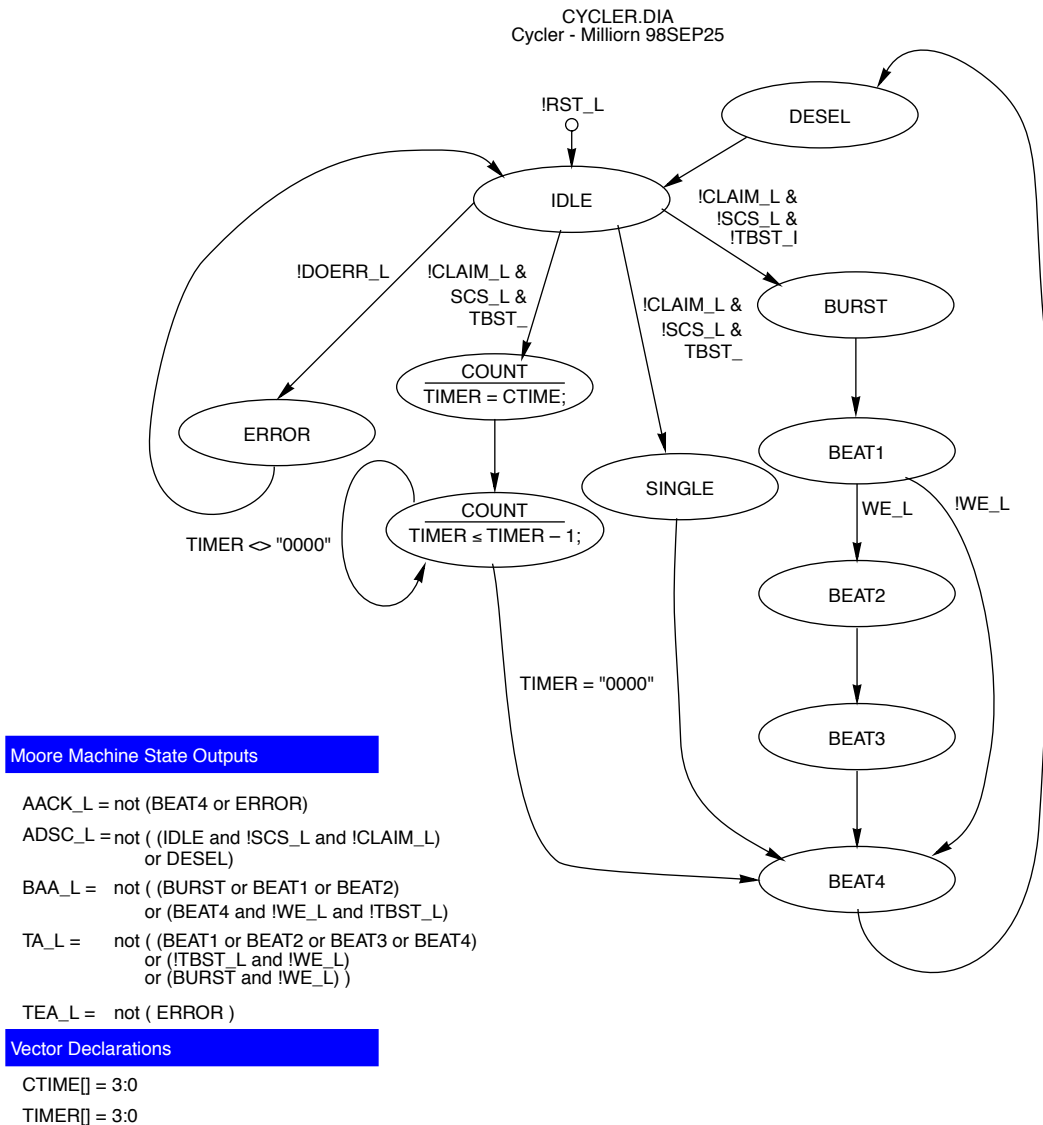 CYCLER.DIA
Cycler - Milliorn 98SEP25
!RST_L
DESEL
IDLE
!CLAIM_L &
!SCS_L &
!TBST_I
!DOERR_L
!CLAIM_L &
SCS_L &
TBST_
!CLAIM_L &
!SCS_L &
TBST_
BURST
COUNT
TIMER = CTIME;
ERROR
BEAT1
SINGLE
WE_L
!WE_L
COUNT
TIMER ≤ TIMER – 1;
TIMER <> "0000"
BEAT2
TIMER = "0000"
BEAT3
BEAT4
Moore Machine State Outputs
AACK_L = not (BEAT4 or ERROR)
ADSC_L = not ( (IDLE and !SCS_L and !CLAIM_L)
or DESEL)
BAA_L = not ( (BURST or BEAT1 or BEAT2)
or (BEAT4 and !WE_L and !TBST_L)
TA_L = not ( (BEAT1 or BEAT2 or BEAT3 or BEAT4)
or (!TBST_L and !WE_L)
or (BURST and !WE_L) )
TEA_L = not ( ERROR )
Vector Declarations
CTIME[] = 3:0
TIMER[] = 3:0